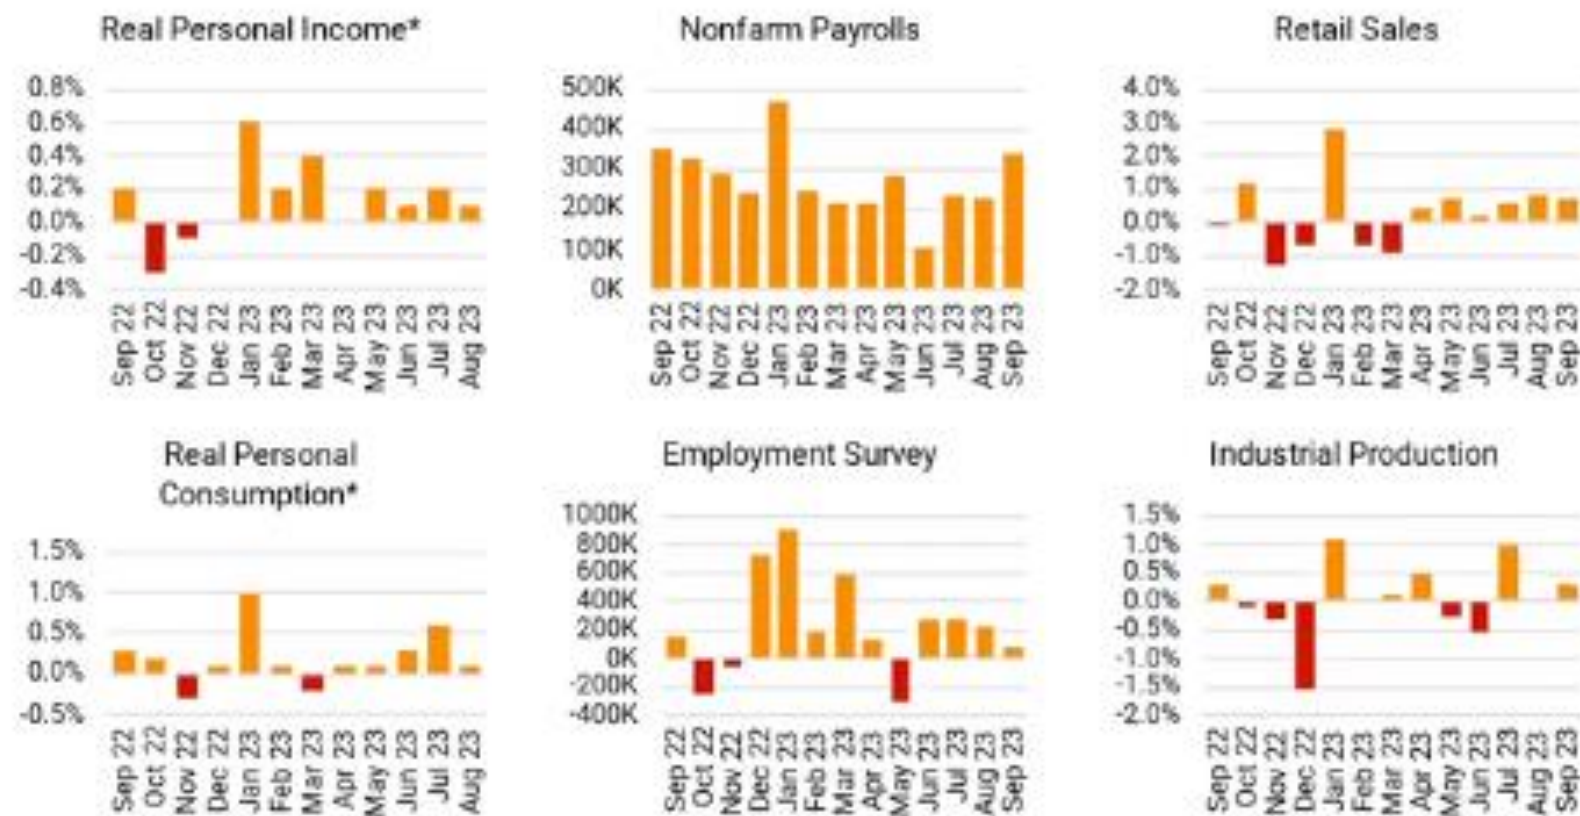 Real Personal Income*
0.8%
0.6%
0.4%
0.2%
0.0%
-0.2%
-0.4%
Sep 22
Oct 22
Nov 22
Dec 22
Jan 23
Feb 23
Mar 23
Apr 23
May 23
Jun 23
Jul 23
Aug 23
Nonfarm Payrolls
500K
400K
300K
200K
100K
0K
Sep 22
Oct 22
Nov 22
Dec 22
Jan 23
Feb 23
Mar 23
Apr 23
May 23
Jun 23
Jul 23
Aug 23
Sep 23
Retail Sales
4.0%
3.0%
2.0%
1.0%
0.0%
-1.0%
-2.0%
Sep 22
Oct 22
Nov 22
Dec 22
Jan 23
Feb 23
Mar 23
Apr 23
May 23
Jun 23
Jul 23
Aug 23
Sep 23
Real Personal
Consumption*
1.5%
1.0%
0.5%
0.0%
-0.5%
Sep 22
Oct 22
Nov 22
Dec 22
Jan 23
Feb 23
Mar 23
Apr 23
May 23
Jun 23
Jul 23
Aug 23
Employment Survey
1000K
800K
600K
400K
200K
0K
-200K
-400K
Sep 22
Oct 22
Nov 22
Dec 22
Jan 23
Feb 23
Mar 23
Apr 23
May 23
Jun 23
Jul 23
Aug 23
Sep 23
Industrial Production
1.5%
1.0%
0.5%
0.0%
-0.5%
-1.0%
-1.5%
-2.0%
Sep 22
Oct 22
Nov 22
Dec 22
Jan 23
Feb 23
Mar 23
Apr 23
May 23
Jun 23
Jul 23
Aug 23
Sep 23